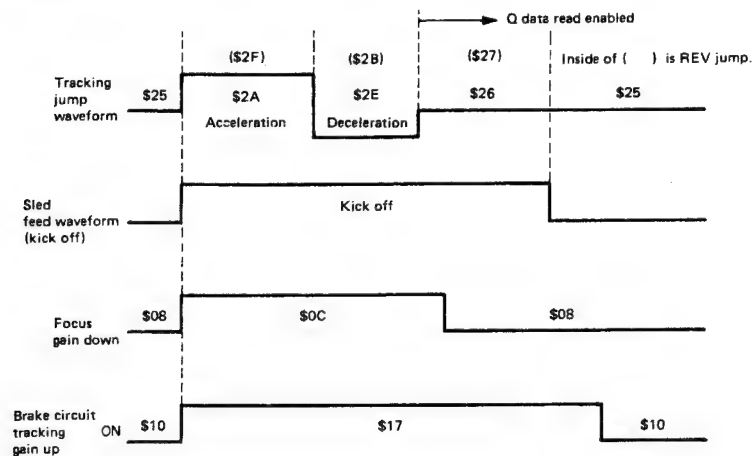 Q data read enabled
($2F) ($2B) ($27) Inside of ( ) is REV jump.
Tracking
jump
waveform
$25 $2A $2E $26 $25
Acceleration Deceleration
Sled
feed waveform
(kick off)
Kick off
Focus
gain down
$08 $0C $08
Brake circuit
tracking
gain up
ON $10 $17 $10